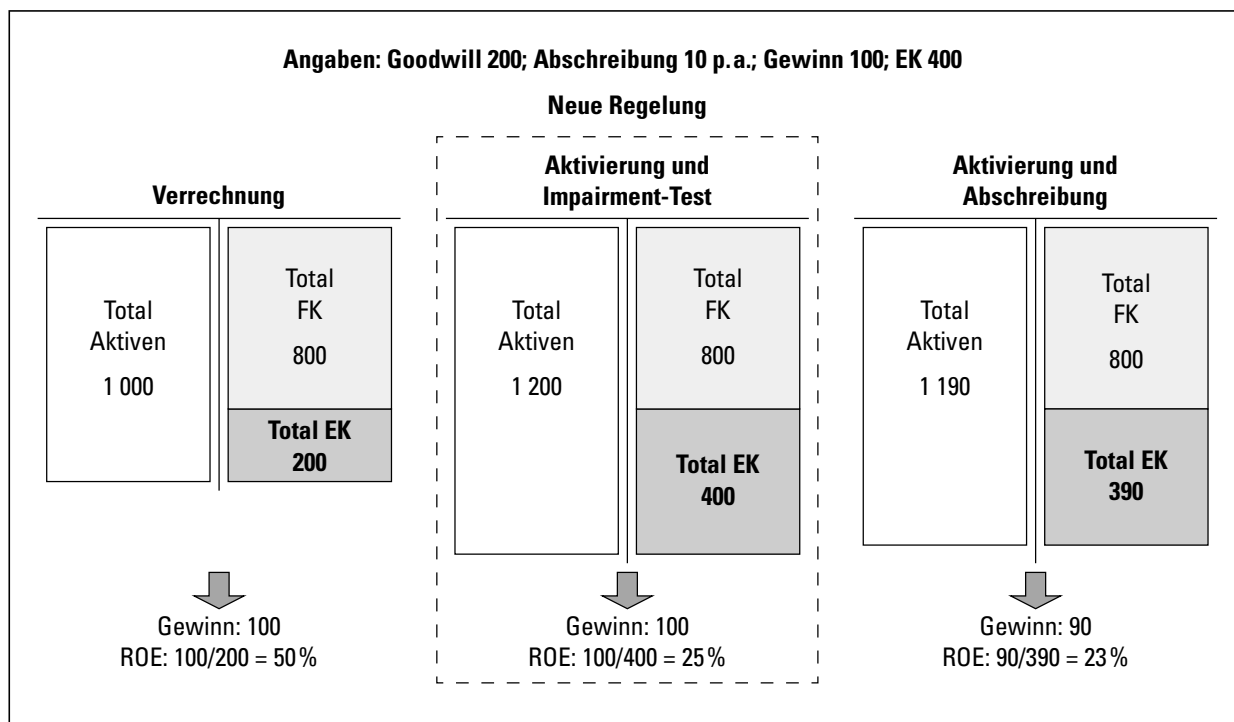 Angaben: Goodwill 200; Abschreibung 10 p. a.; Gewinn 100; EK 400
Neue Regelung
Verrechnung
Total
Aktiven
1 000
Total
FK
800
Total EK
200
Gewinn: 100
ROE: 100/200 = 50 %
Aktivierung und
Impairment-Test
Total
Aktiven
1 200
Total
FK
800
Total EK
400
Gewinn: 100
ROE: 100/400 = 25 %
Aktivierung und
Abschreibung
Total
Aktiven
1 190
Total
FK
800
Total EK
390
Gewinn: 90
ROE: 90/390 = 23 %